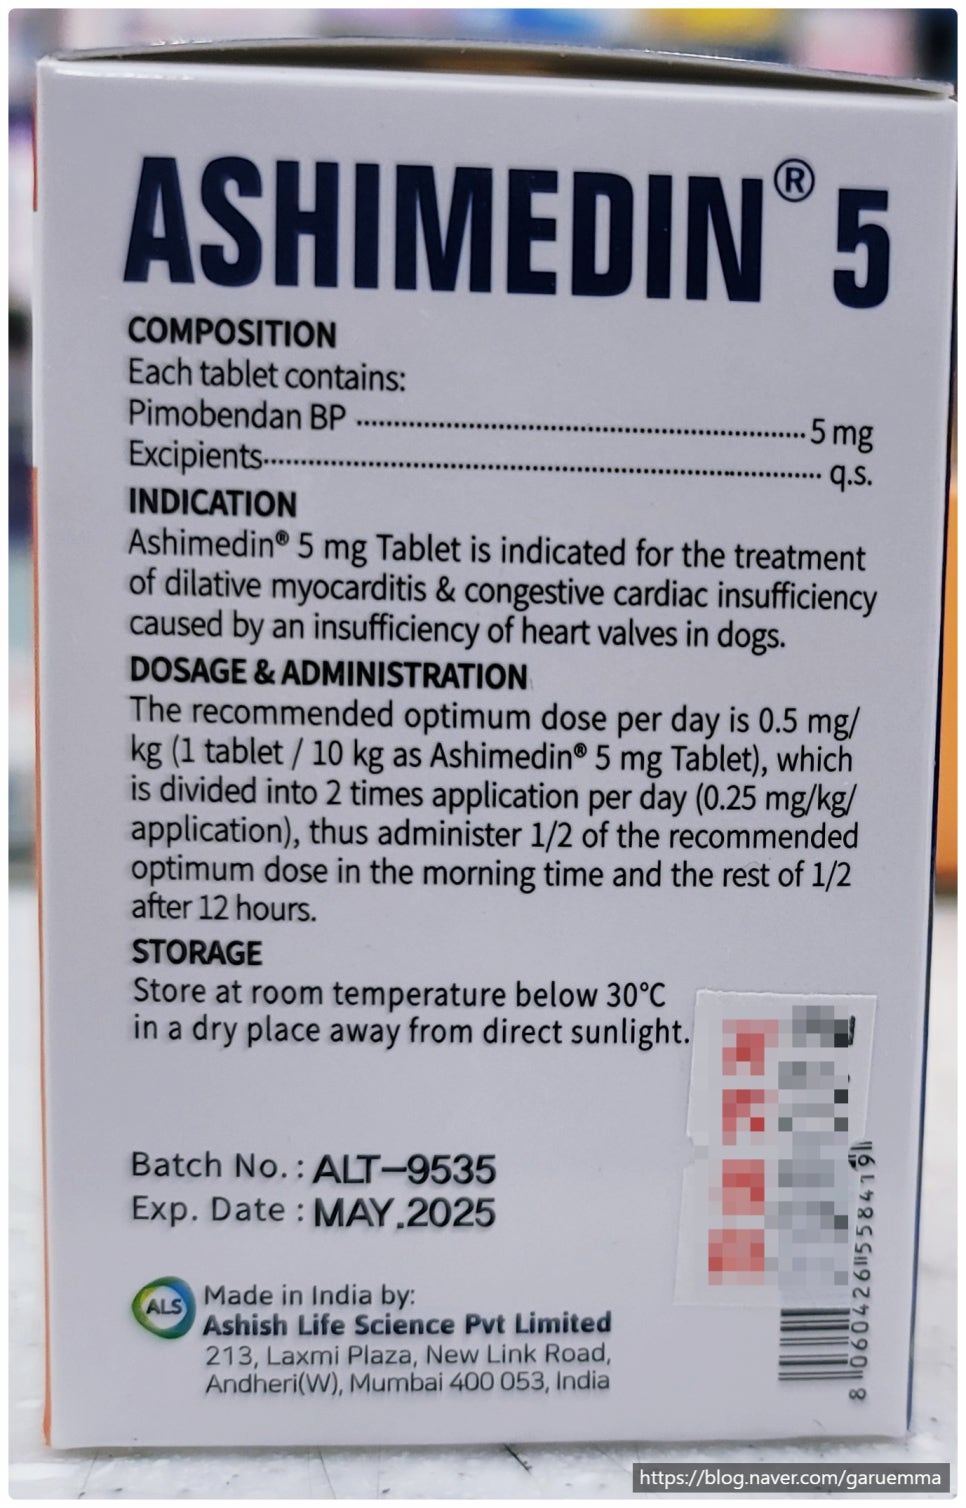 ASHIMEDIN® 5
COMPOSITION
Each tablet contains:
Pimobendan BP ........................................................ 5 mg
Excipients........................................................................ q.s.
INDICATION
Ashimedin® 5 mg Tablet is indicated for the treatment
of dilative myocarditis & congestive cardiac insufficiency
caused by an insufficiency of heart valves in dogs.
DOSAGE & ADMINISTRATION
The recommended optimum dose per day is 0.5 mg/
kg (1 tablet / 10 kg as Ashimedin® 5 mg Tablet), which
is divided into 2 times application per day (0.25 mg/kg/
application), thus administer 1/2 of the recommended
optimum dose in the morning time and the rest of 1/2
after 12 hours.
STORAGE
Store at room temperature below 30°C
in a dry place away from direct sunlight.
Batch No. : ALT-9535
Exp. Date : MAY.2025
ALS
Made in India by:
Ashish Life Science Pvt Limited
213, Laxmi Plaza, New Link Road,
Andheri(W), Mumbai 400 053, India
8 060426 558419
https://blog.naver.com/garuemma